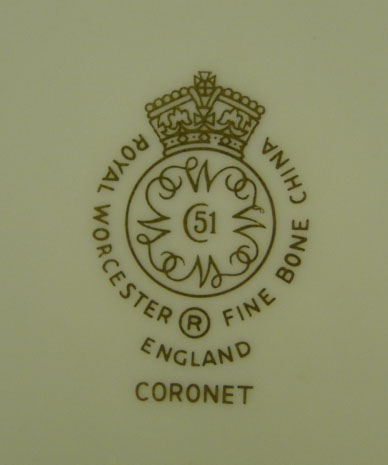 ROYAL WORCESTER ® FINE BONE CHINA
W W W W
C 51
ENGLAND
CORONET